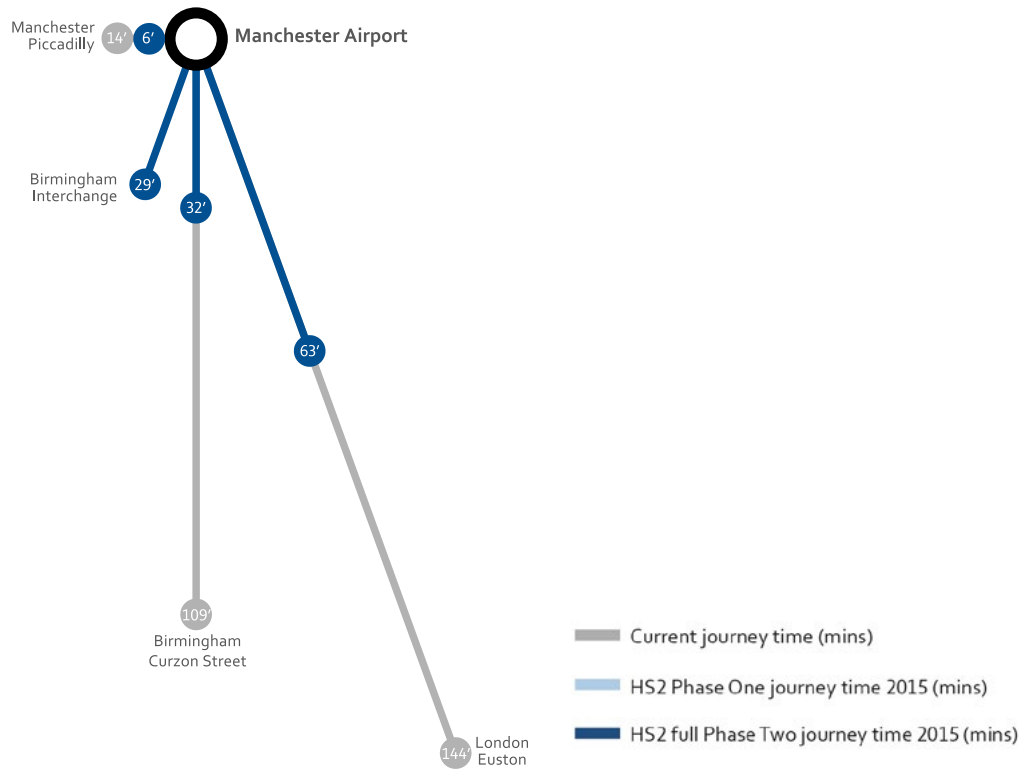 Manchester
Piccadilly
14’
6’
Manchester Airport
Birmingham
Interchange
29’
32’
63’
109’
Birmingham
Curzon Street
144’
London
Euston
Current journey time (mins)
HS2 Phase One journey time 2015 (mins)
HS2 full Phase Two journey time 2015 (mins)